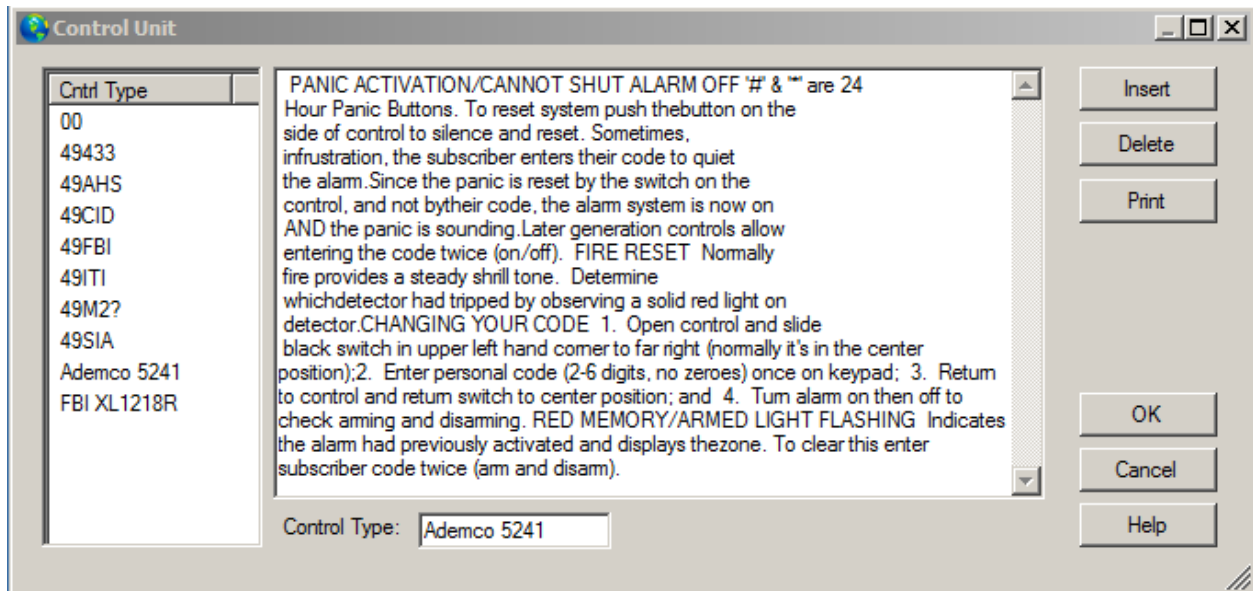 Control Unit
Cntrl Type
00
49433
49AHS
49CID
49FBI
49ITI
49M2?
49SIA
Ademco 5241
FBI XL1218R
PANIC ACTIVATION/CANNOT SHUT ALARM OFF '#' & '*' are 24
Hour Panic Buttons. To reset system push thebutton on the
side of control to silence and reset. Sometimes,
infrustration, the subscriber enters their code to quiet
the alarm.Since the panic is reset by the switch on the
control, and not bytheir code, the alarm system is now on
AND the panic is sounding.Later generation controls allow
entering the code twice (on/off).  FIRE RESET  Normally
fire provides a steady shrill tone.  Determine
whichdetector had tripped by observing a solid red light on
detector.CHANGING YOUR CODE  1.  Open control and slide
black switch in upper left hand corner to far right (normally it's in the center
position);2.  Enter personal code (2-6 digits, no zeroes) once on keypad;  3.  Return
to control and return switch to center position; and  4.  Turn alarm on then off to
check arming and disarming. RED MEMORY/ARMED LIGHT FLASHING  Indicates
the alarm had previously activated and displays thezone. To clear this enter
subscriber code twice (arm and disarm).
Control Type:
Ademco 5241
Insert
Delete
Print
OK
Cancel
Help